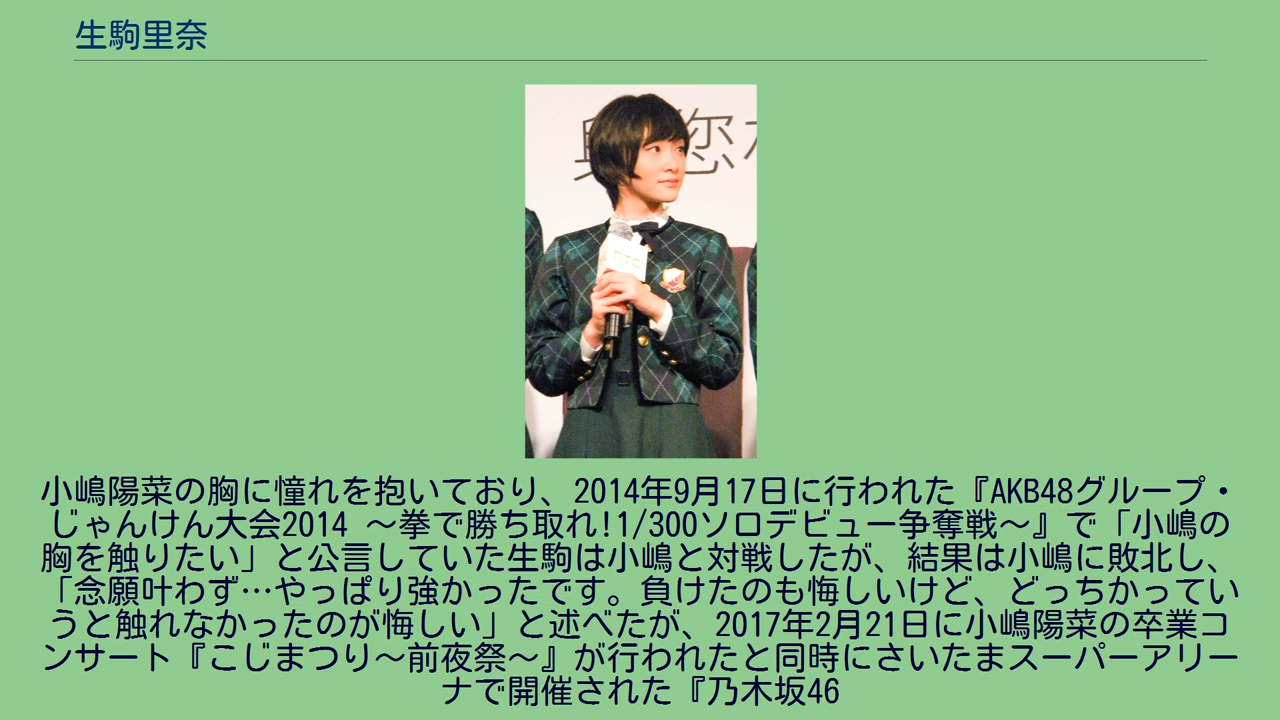 生駒里奈
與您在
htc
小嶋陽菜の胸に憧れを抱いており、2014年9月17日に行われた『AKB48グループ・
じゃんけん大会2014 ～拳で勝ち取れ!1/300ソロデビュー争奪戦～』で「小嶋の
胸を触りたい」と公言していた生駒は小嶋と対戦したが、結果は小嶋に敗北し、
「念願叶わず…やっぱり強かったです。負けたのも悔しいけど、どっちかってい
うと触れなかったのが悔しい」と述べたが、2017年2月21日に小嶋陽菜の卒業コ
ンサート『こじまつり～前夜祭～』が行われたと同時にさいたまスーパーアリー
ナで開催された『乃木坂46